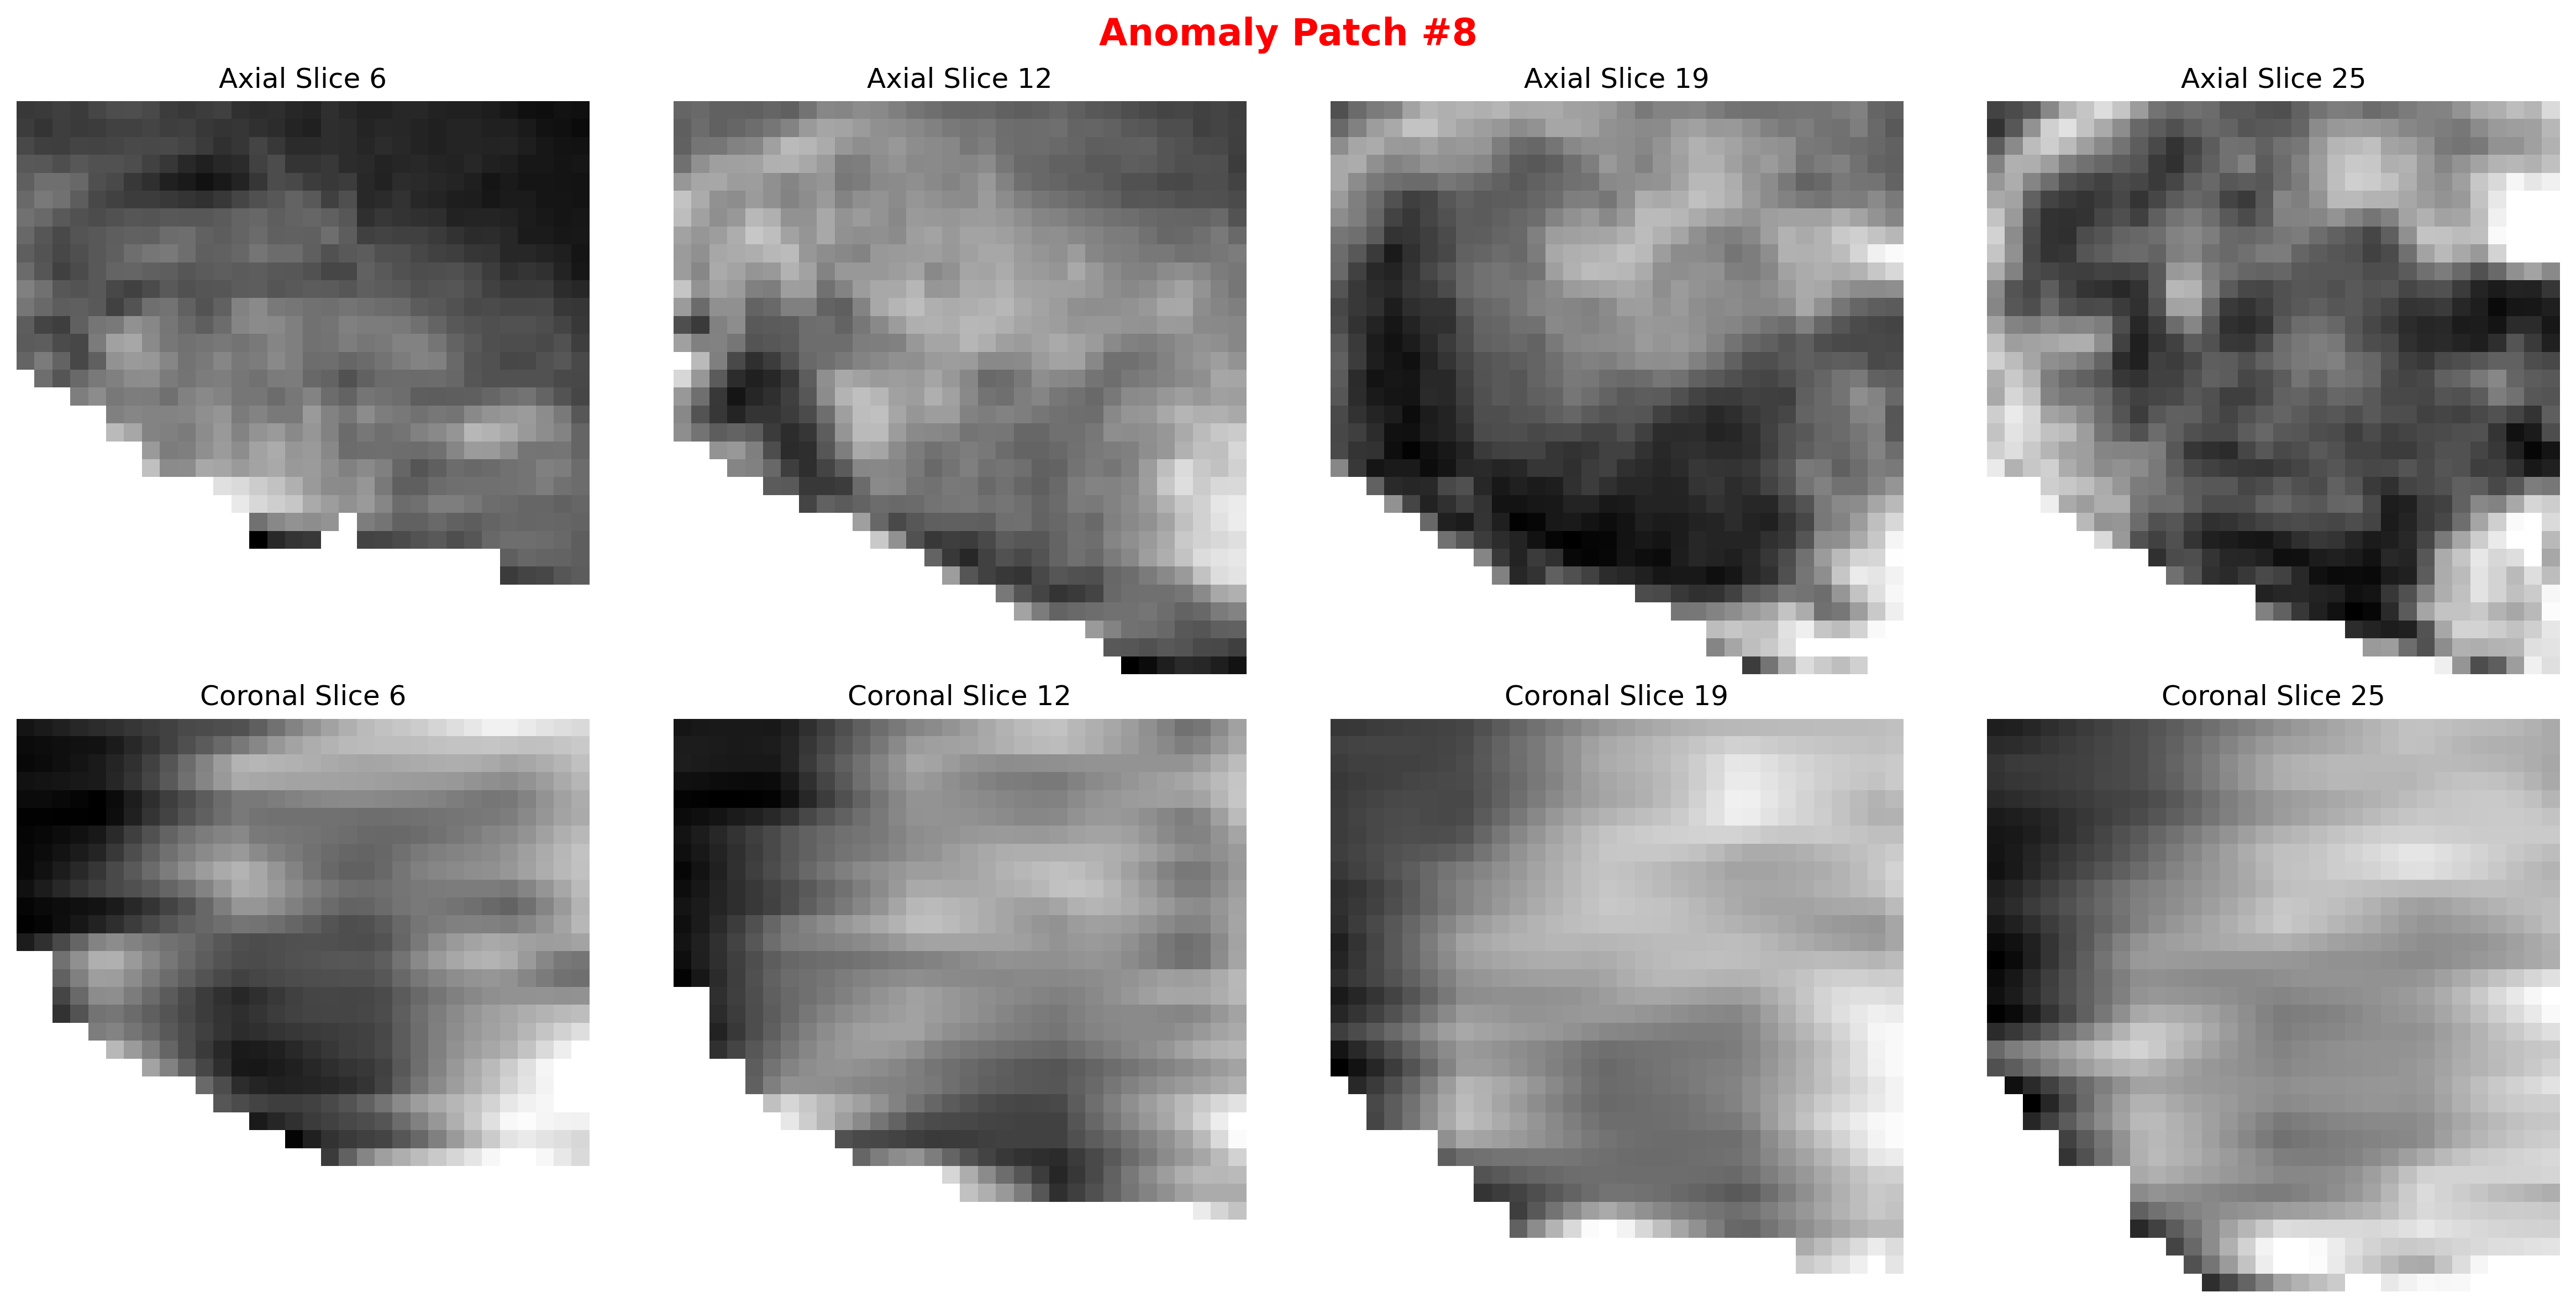 Anomaly Patch #8
Axial Slice 6
Axial Slice 12
Axial Slice 19
Axial Slice 25
Coronal Slice 6
Coronal Slice 12
Coronal Slice 19
Coronal Slice 25